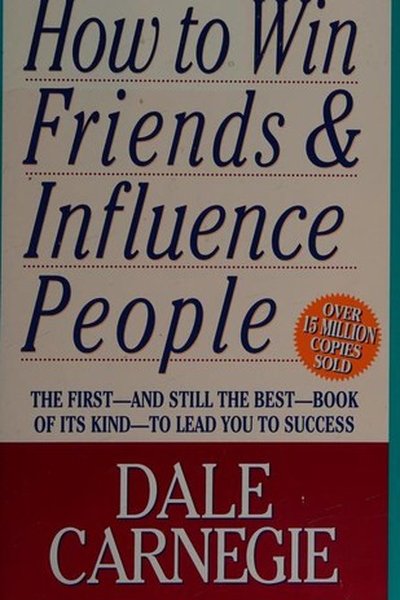 How to Win
Friends &
Influence
People
OVER
15 MILLION
COPIES
SOLD
THE FIRST—AND STILL THE BEST—BOOK
OF ITS KIND—TO LEAD YOU TO SUCCESS
DALE
CARNEGIE